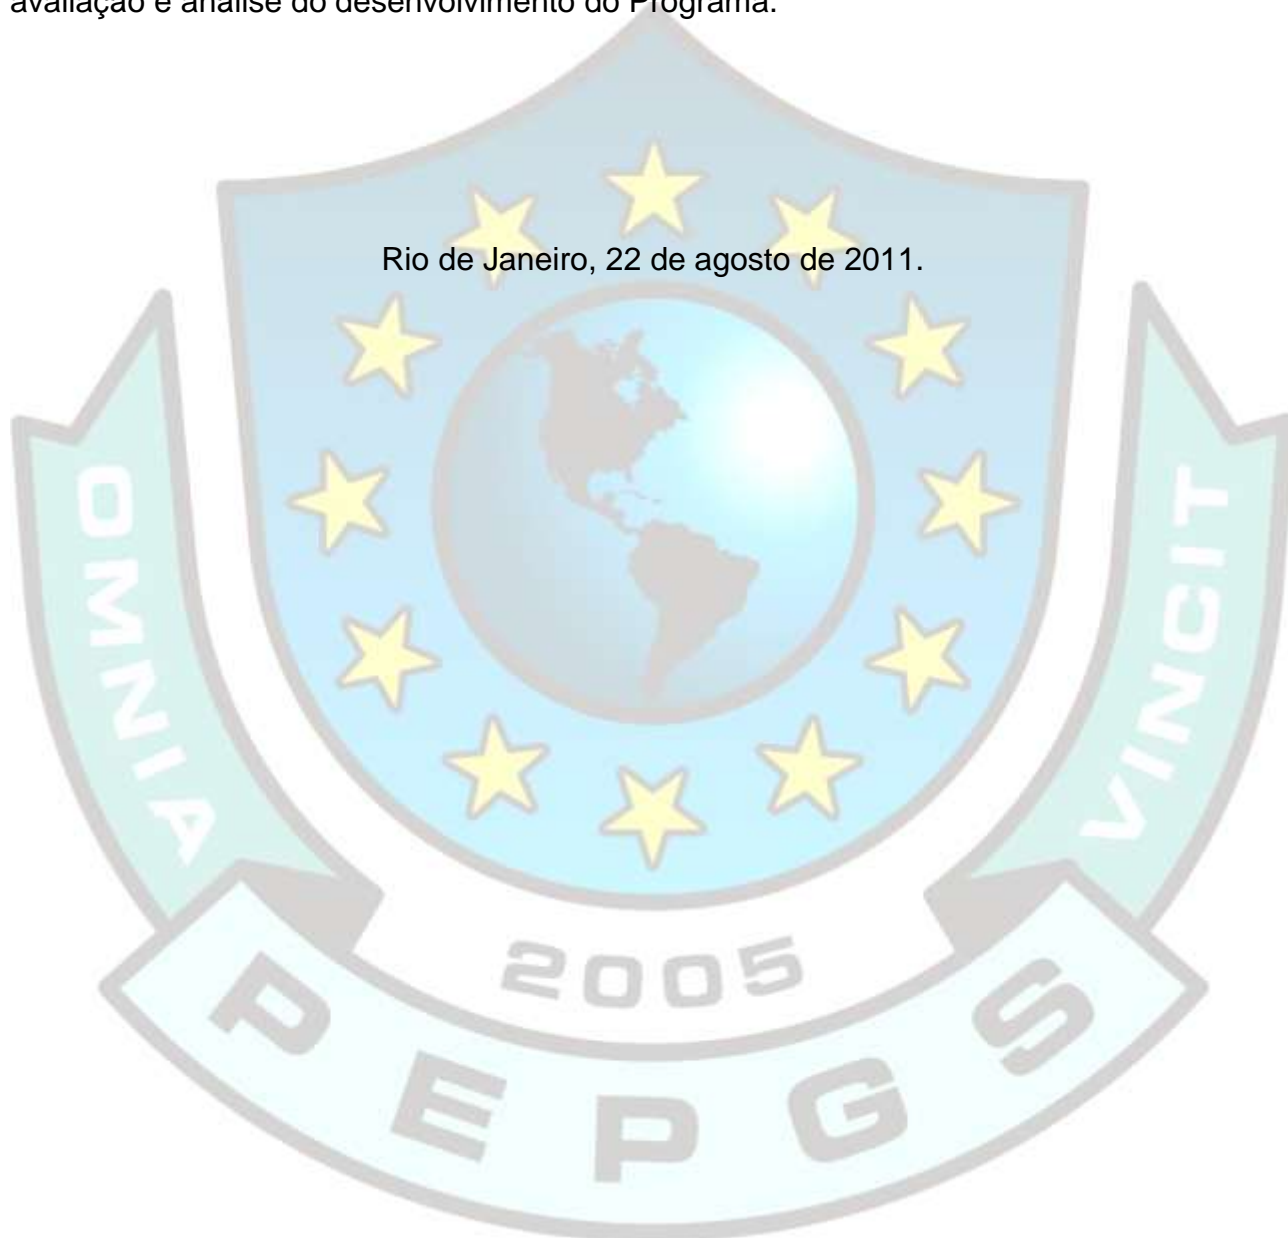 avaliação e análise do desenvolvimento do Programa.
Rio de Janeiro, 22 de agosto de 2011.
OMNIA
VINCIT
2005
PEPGS